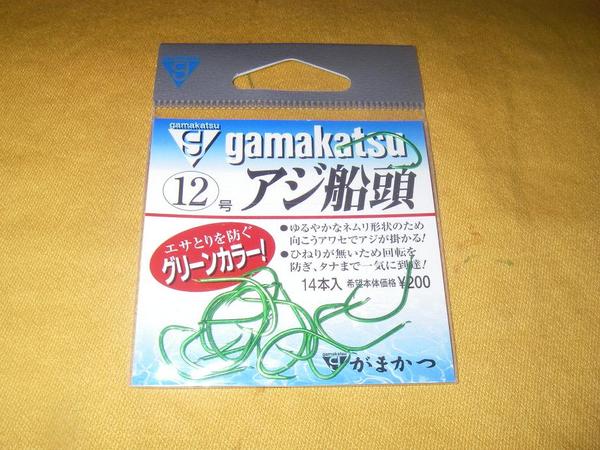 gamakatsu
gamakatsu
12号 アジ船頭
エサとりを防ぐ
グリーンカラー!
●ゆるやかなネムリ形状のため
向こうアワセでアジが掛かる!
●ひねりが無いため回転を
防ぎ、タナまで一気に到達!
14本入 希望本体価格 ¥200
gamakatsu
がまかつ